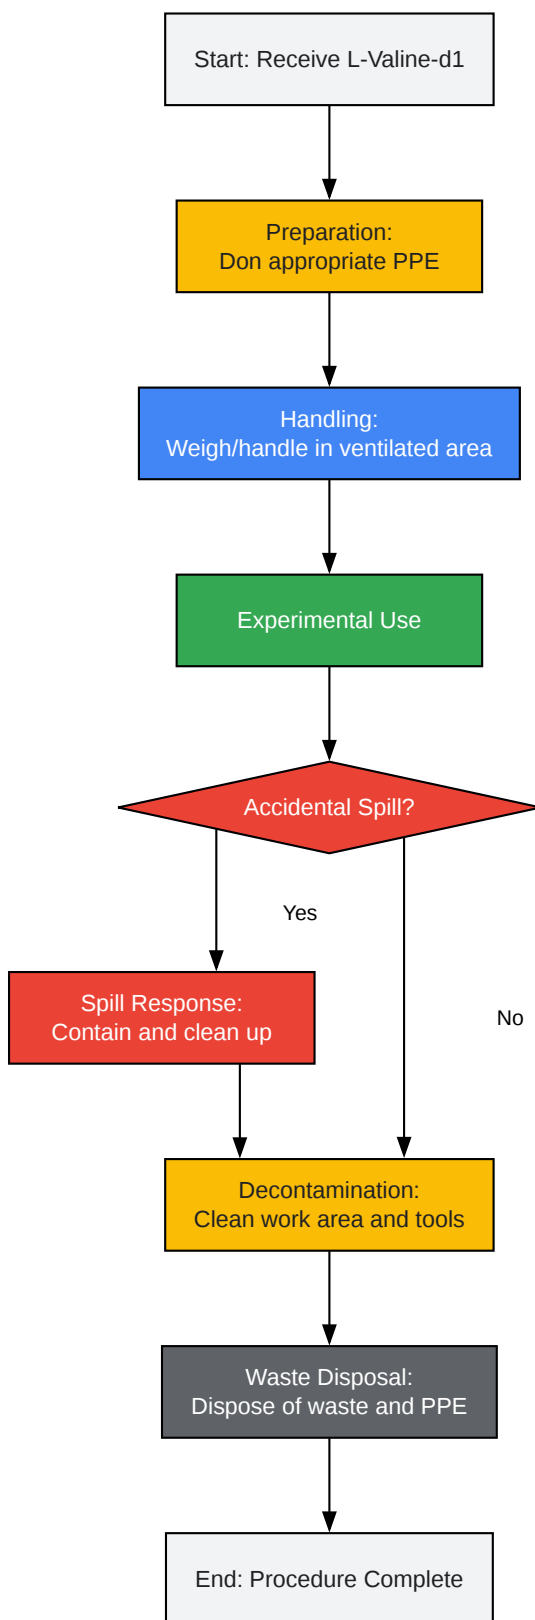 Start: Receive L-Valine-d1
Preparation:
Don appropriate PPE
Handling:
Weigh/handle in ventilated area
Experimental Use
Accidental Spill?
Yes
Spill Response:
Contain and clean up
No
Decontamination:
Clean work area and tools
Waste Disposal:
Dispose of waste and PPE
End: Procedure Complete